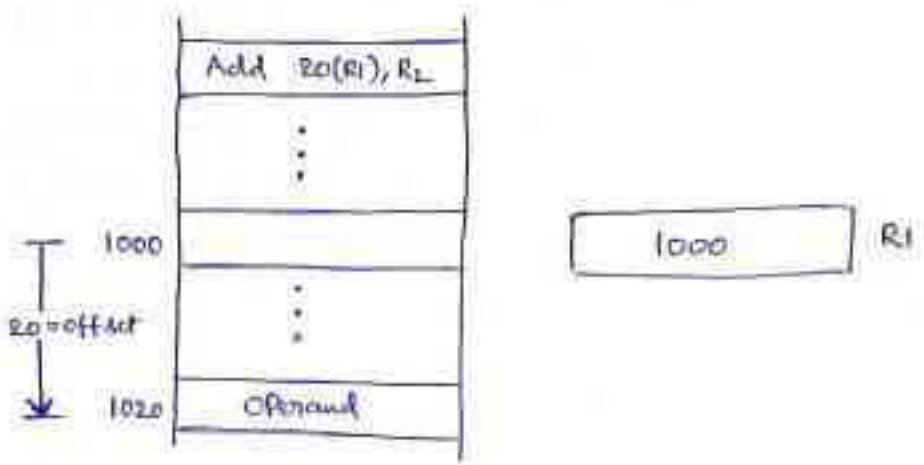 Add 20(R1), R2
1000
1000
R1
20 = offset
1020
Operand